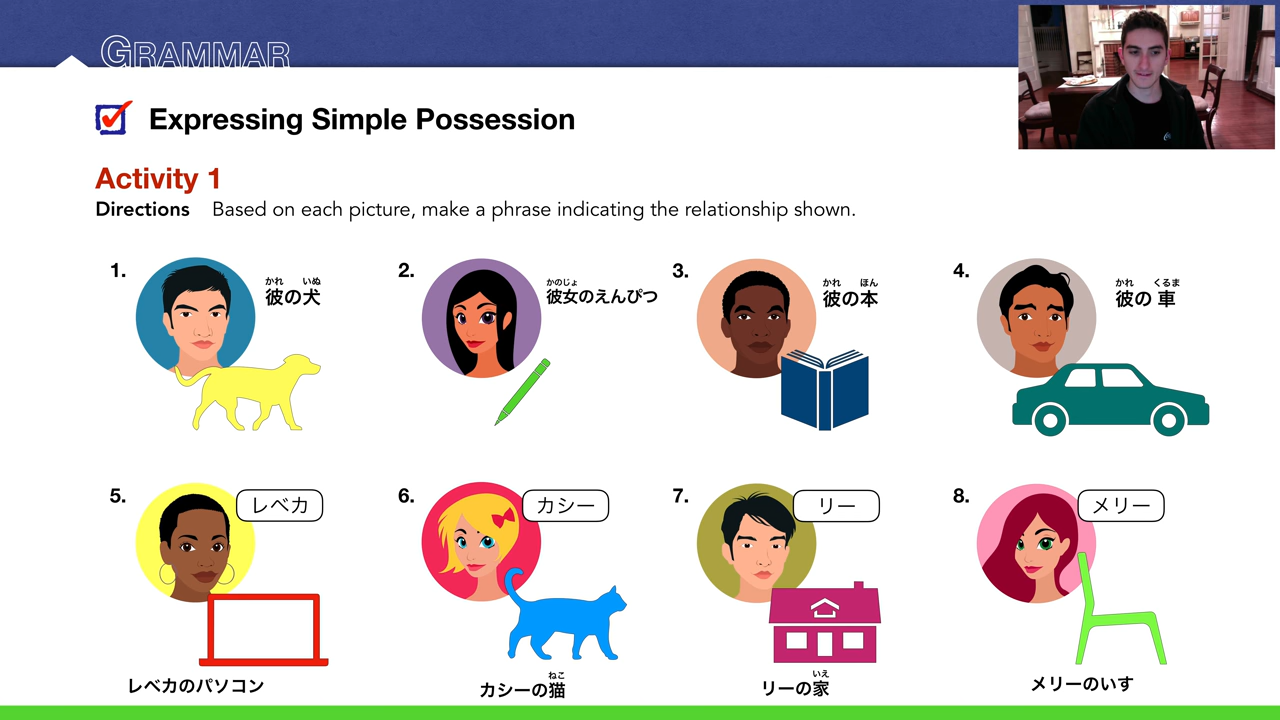 GRAMMAR
Expressing Simple Possession
Activity 1
Directions Based on each picture, make a phrase indicating the relationship shown.
1.
かれ いぬ
彼の犬
2.
かのじょ
彼女のえんぴつ
3.
かれ ほん
彼の本
4.
かれ くるま
彼の車
5.
レベカ
レベカのパソコン
6.
カシー
ねこ
カシーの猫
7.
リー
いえ
リーの家
8.
メリー
メリーのいす